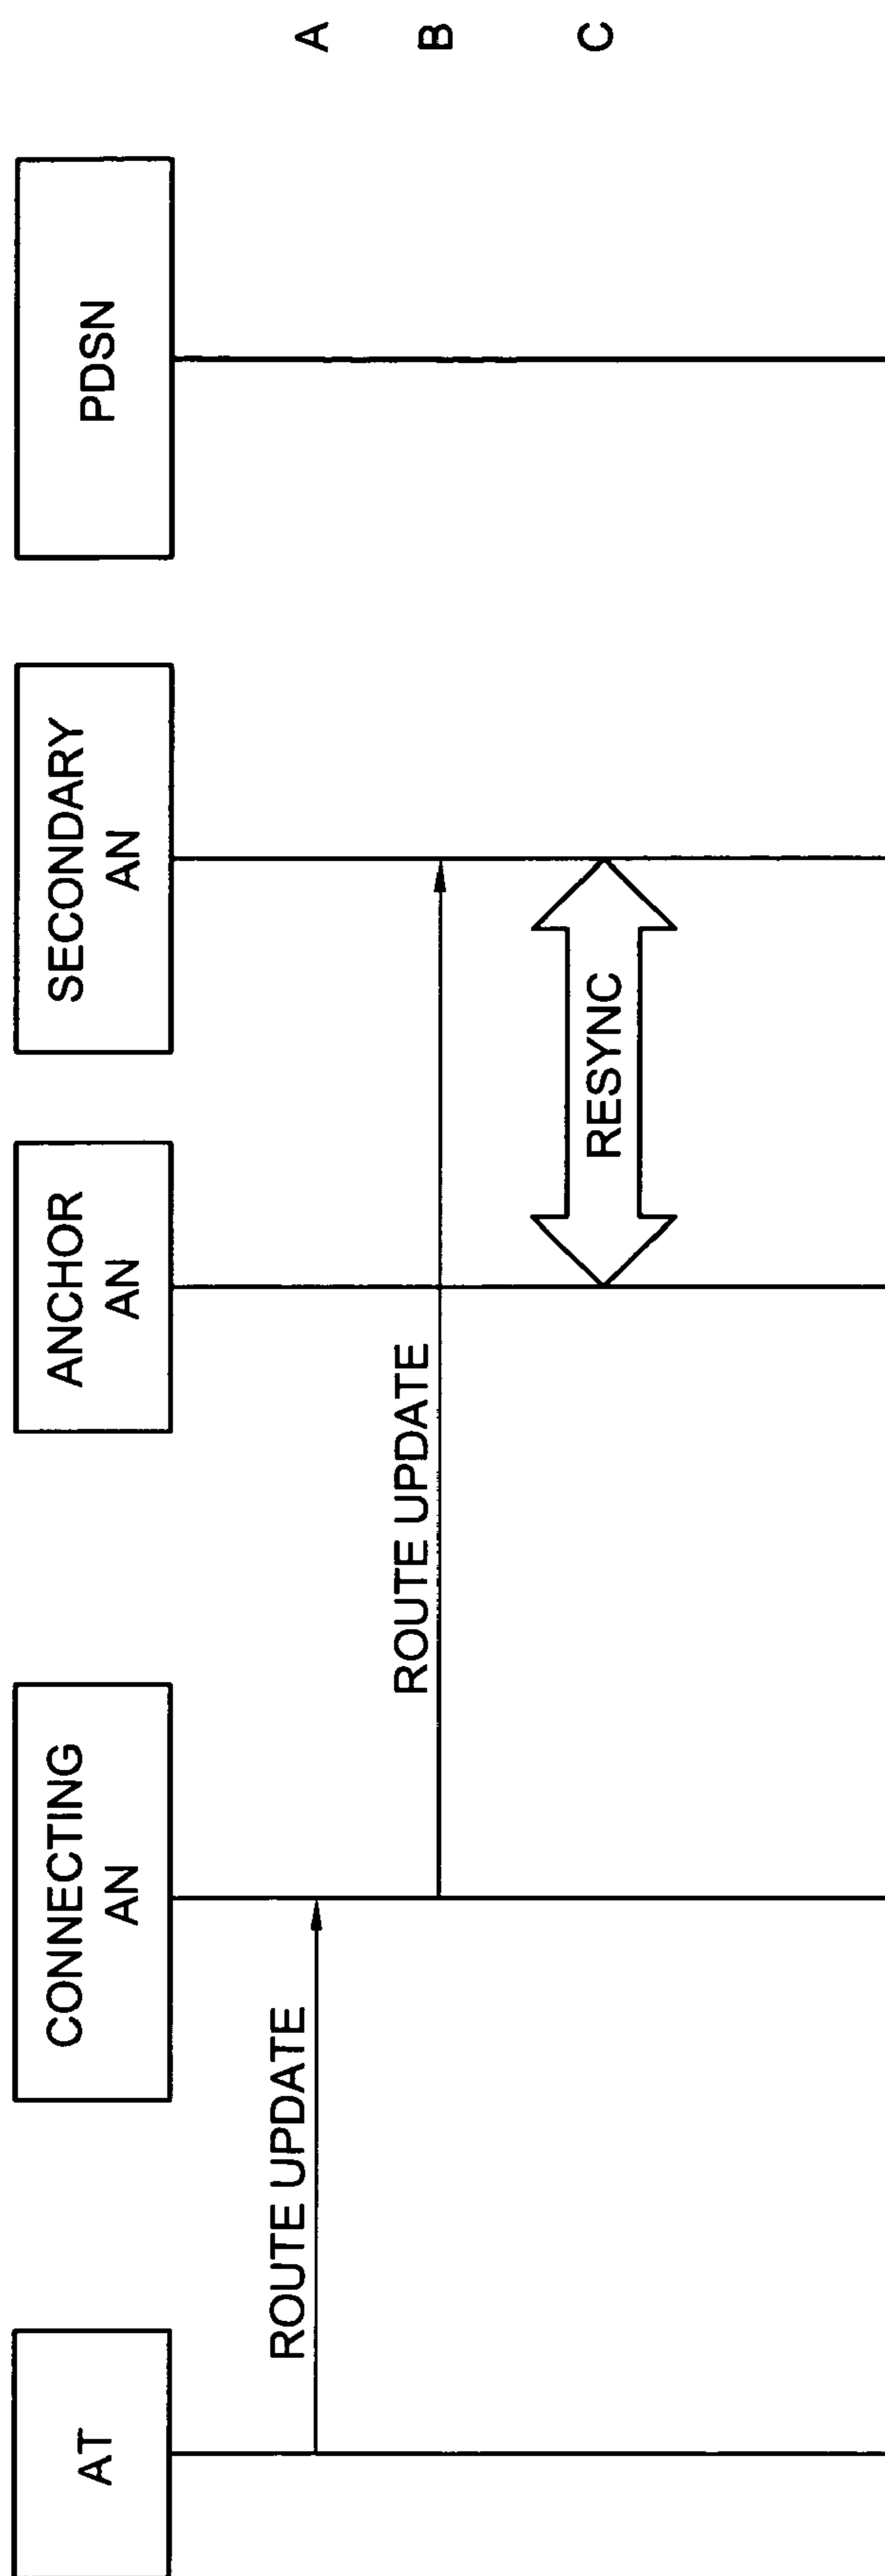 AT
CONNECTING
AN
ANCHOR
AN
SECONDARY
AN
PDSN
ROUTE UPDATE
A
ROUTE UPDATE
B
RESYNC
C